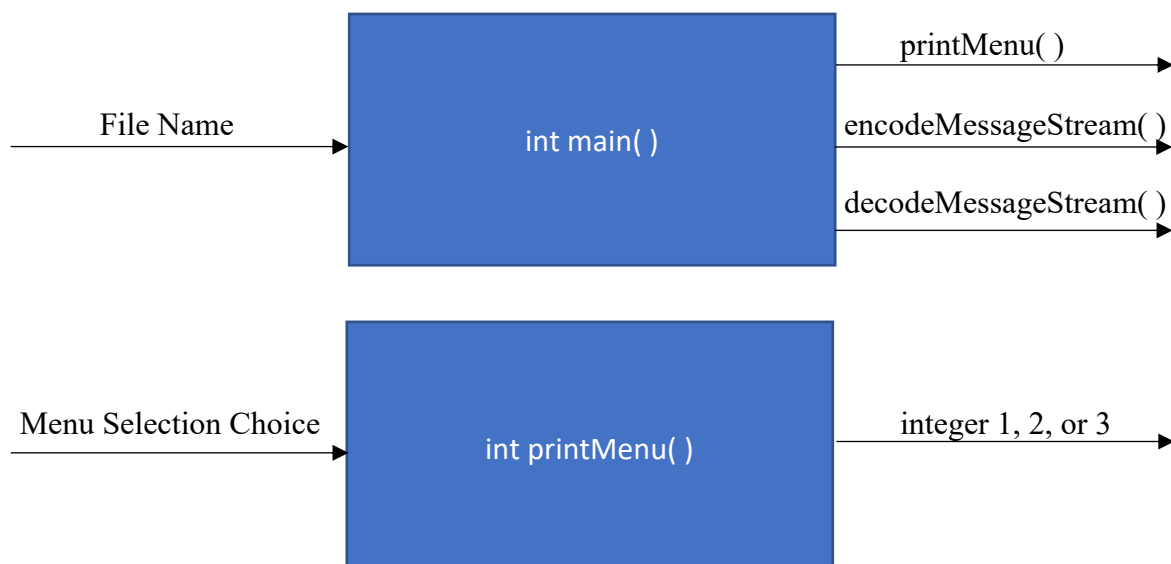 printMenu( )
File Name
int main( )
encodeMessageStream( )
decodeMessageStream( )
Menu Selection Choice
int printMenu( )
integer 1, 2, or 3